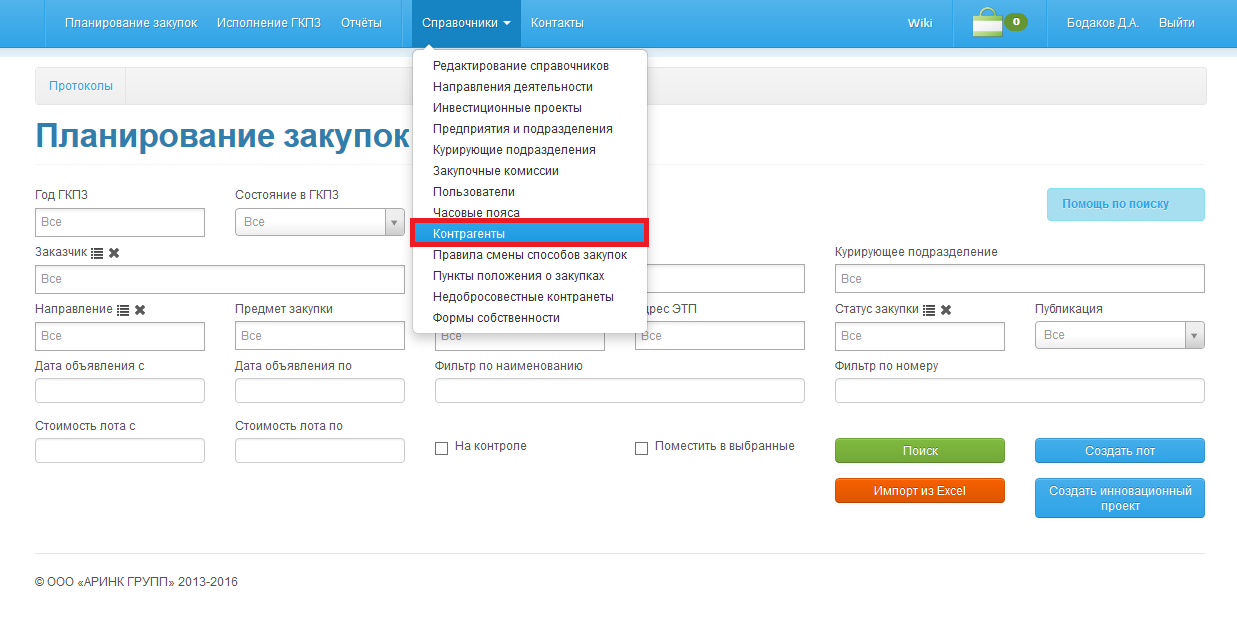 Планирование закупок Исполнение ГКПЗ Отчёты Справочники Контакты Wiki 0 Бодаков Д.А. Выйти
Редактирование справочников
Направления деятельности
Инвестиционные проекты
Предприятия и подразделения
Курирующие подразделения
Закупочные комиссии
Пользователи
Часовые пояса
Контрагенты
Правила смены способов закупок
Пункты положения о закупках
Недобросовестные контранеты
Формы собственности
Протоколы
Планирование закупок
Год ГКПЗ Состояние в ГКПЗ
Все Все Помощь по поиску
Заказчик Курирующее подразделение
Все Все
Направление Предмет закупки дрес ЭТП Статус закупки Публикация
Все Все Все Все Все Все
Дата объявления с Дата объявления по Фильтр по наименованию Фильтр по номеру
Стоимость лота с Стоимость лота по
На контроле Поместить в выбранные Поиск Создать лот
Импорт из Excel Создать инновационный
проект
© ООО «АРИНК ГРУПП» 2013-2016